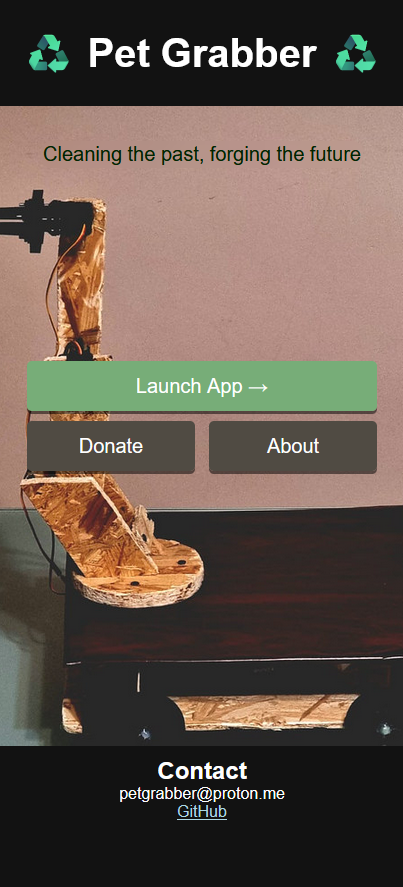 Pet Grabber
Cleaning the past, forging the future
Launch App →
Donate
About
Contact
petgrabber@proton.me
GitHub